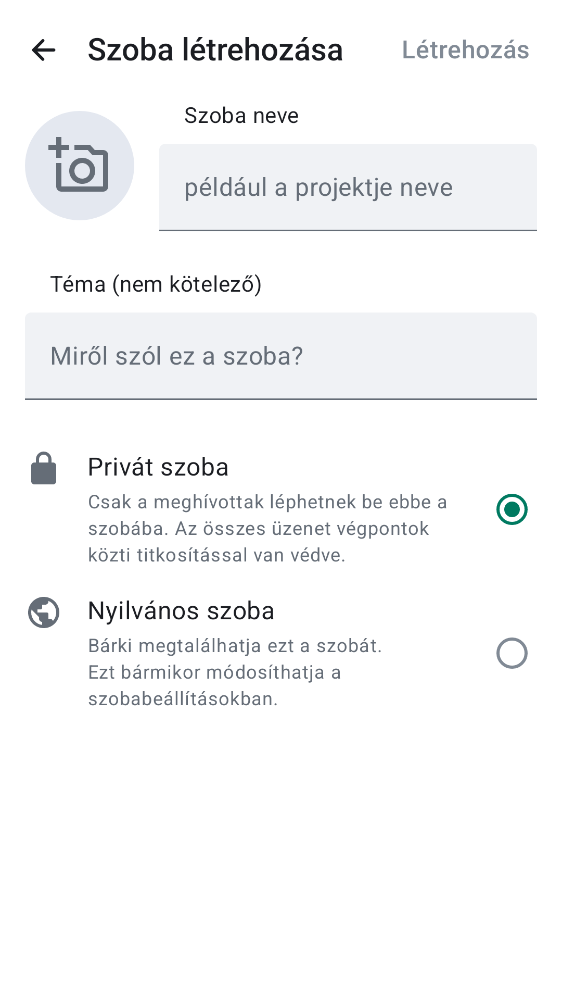 Szoba létrehozása
Létrehozás
Szoba neve
például a projektje neve
Téma (nem kötelező)
Miről szól ez a szoba?
Privát szoba
Csak a meghívottak léphetnek be ebbe a
szobába. Az összes üzenet végpontok
közti titkosítással van védve.
Nyilvános szoba
Bárki megtalálhatja ezt a szobát.
Ezt bármikor módosíthatja a
szobabeállításokban.